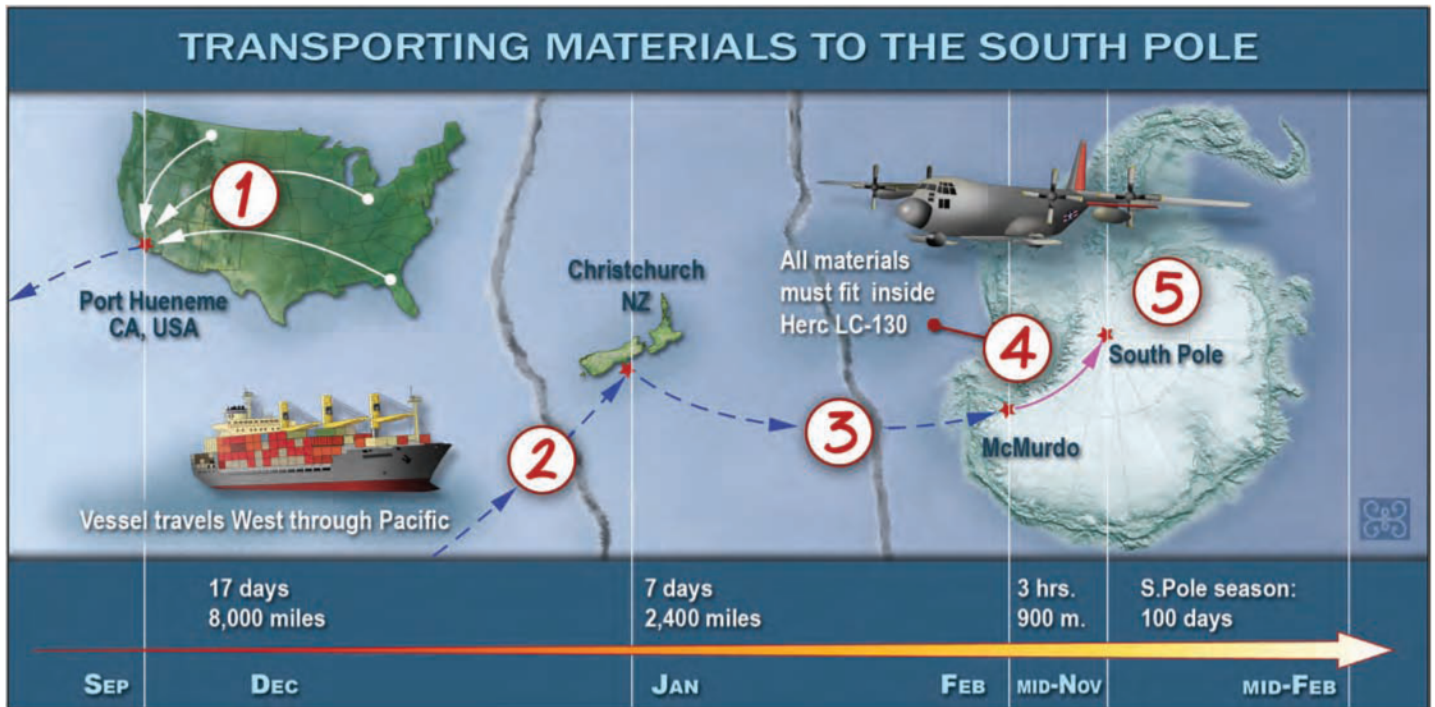 TRANSPORTING MATERIALS TO THE SOUTH POLE
1
Port Hueneme
CA, USA
Vessel travels West through Pacific
2
Christchurch
NZ
3
All materials
must fit inside
Herc LC-130
4
McMurdo
5
South Pole
17 days
8,000 miles
7 days
2,400 miles
3 hrs.
900 m.
S.Pole season:
100 days
SEP
DEC
JAN
FEB
MID-NOV
MID-FEB